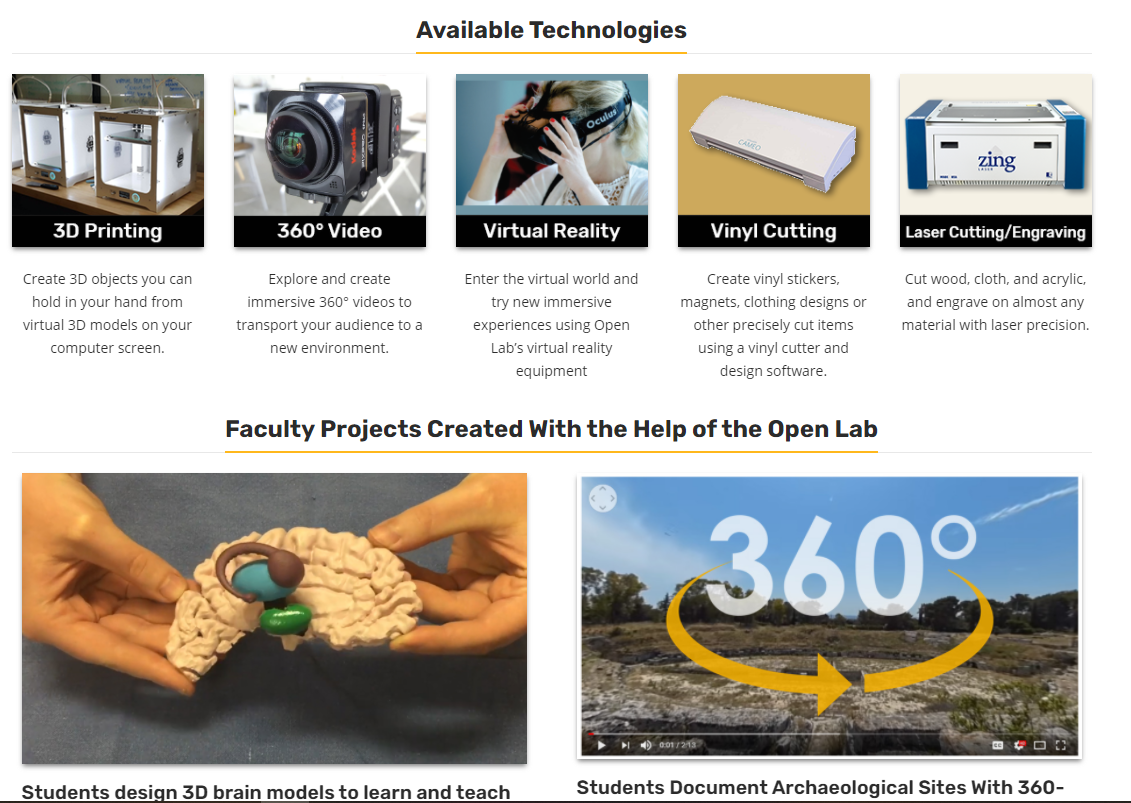 Available Technologies
3D Printing
360° Video
Oculus
Virtual Reality
CAMEO
Vinyl Cutting
zing
LASER
Laser Cutting/Engraving
Create 3D objects you can
hold in your hand from
virtual 3D models on your
computer screen.
Explore and create
immersive 360° videos to
transport your audience to a
new environment.
Enter the virtual world and
try new immersive
experiences using Open
Lab’s virtual reality
equipment
Create vinyl stickers,
magnets, clothing designs or
other precisely cut items
using a vinyl cutter and
design software.
Cut wood, cloth, and acrylic,
and engrave on almost any
material with laser precision.
Faculty Projects Created With the Help of the Open Lab
360°
0:01 / 2:13
Students design 3D brain models to learn and teach
Students Document Archaeological Sites With 360-